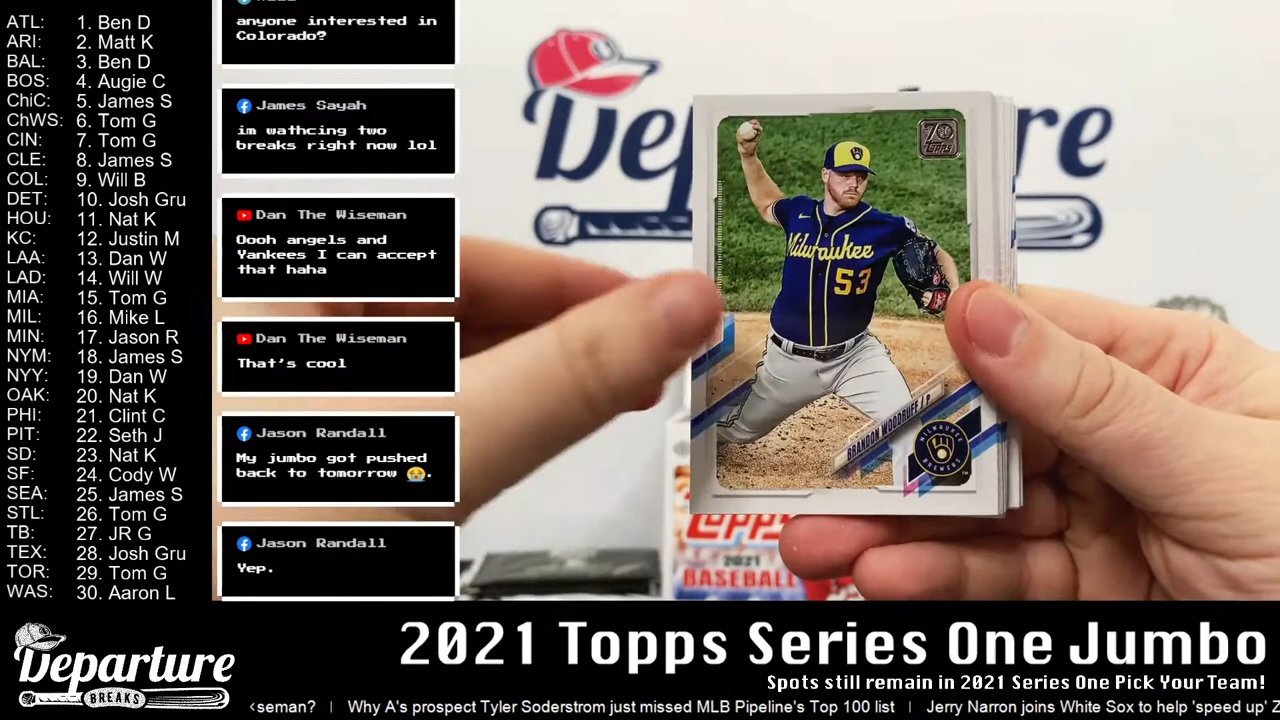 ATL: 1. Ben D
ARI: 2. Matt K
BAL: 3. Ben D
BOS: 4. Augie C
ChiC: 5. James S
ChWS: 6. Tom G
CIN: 7. Tom G
CLE: 8. James S
COL: 9. Will B
DET: 10. Josh Gru
HOU: 11. Nat K
KC: 12. Justin M
LAA: 13. Dan W
LAD: 14. Will W
MIA: 15. Tom G
MIL: 16. Mike L
MIN: 17. Jason R
NYM: 18. James S
NYY: 19. Dan W
OAK: 20. Nat K
PHI: 21. Clint C
PIT: 22. Seth J
SD: 23. Nat K
SF: 24. Cody W
SEA: 25. James S
STL: 26. Tom G
TB: 27. JR G
TEX: 28. Josh Gru
TOR: 29. Tom G
WAS: 30. Aaron L
anyone interested in
Colorado?
James Sayah
im wathcing two
breaks right now lol
Dan The Wiseman
Oooh angels and
Yankees I can accept
that haha
Dan The Wiseman
That's cool
Jason Randall
My jumbo got pushed
back to tomorrow 😭.
Jason Randall
Yep.
70
TOPPS
Milwaukee
53
BRANDON WOODRUFF / P
MILWAUKEE
BREWERS
TM
Topps
2021
BASEBALL
Departure
BREAKS
2021 Topps Series One Jumbo
Spots still remain in 2021 Series One Pick Your Team!
seman? | Why A's prospect Tyler Soderstrom just missed MLB Pipeline's Top 100 list | Jerry Narron joins White Sox to help 'speed up' Z